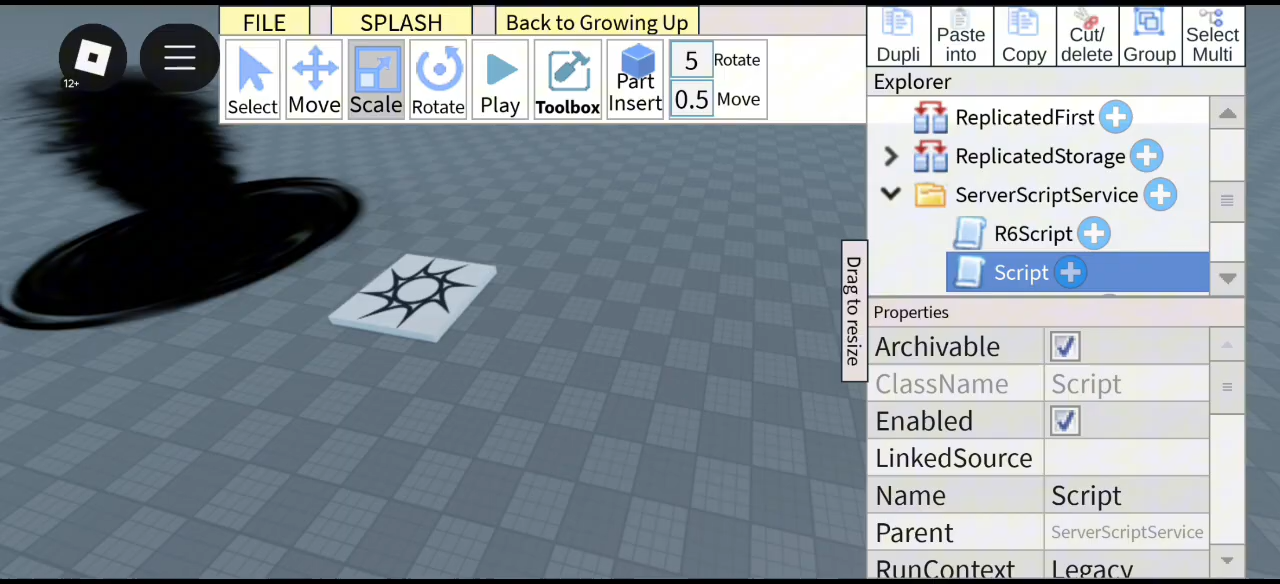 FILE
SPLASH
Back to Growing Up
12+
Select
Move
Scale
Rotate
Play
Toolbox
Part
Insert
5
Rotate
0.5
Move
Dupli
Paste
into
Copy
Cut/
delete
Group
Select
Multi
Explorer
ReplicatedFirst
ReplicatedStorage
ServerScriptService
R6Script
Script
Drag to resize
Properties
Archivable
ClassName Script
Enabled
LinkedSource
Name Script
Parent ServerScriptService
RunContext Legacy